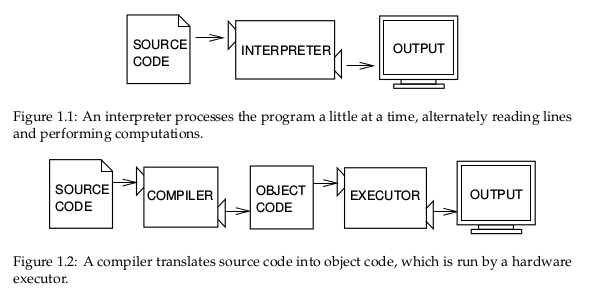 SOURCE
CODE
INTERPRETER
OUTPUT
Figure 1.1: An interpreter processes the program a little at a time, alternately reading lines
and performing computations.
SOURCE
CODE
COMPILER
OBJECT
CODE
EXECUTOR
OUTPUT
Figure 1.2: A compiler translates source code into object code, which is run by a hardware
executor.